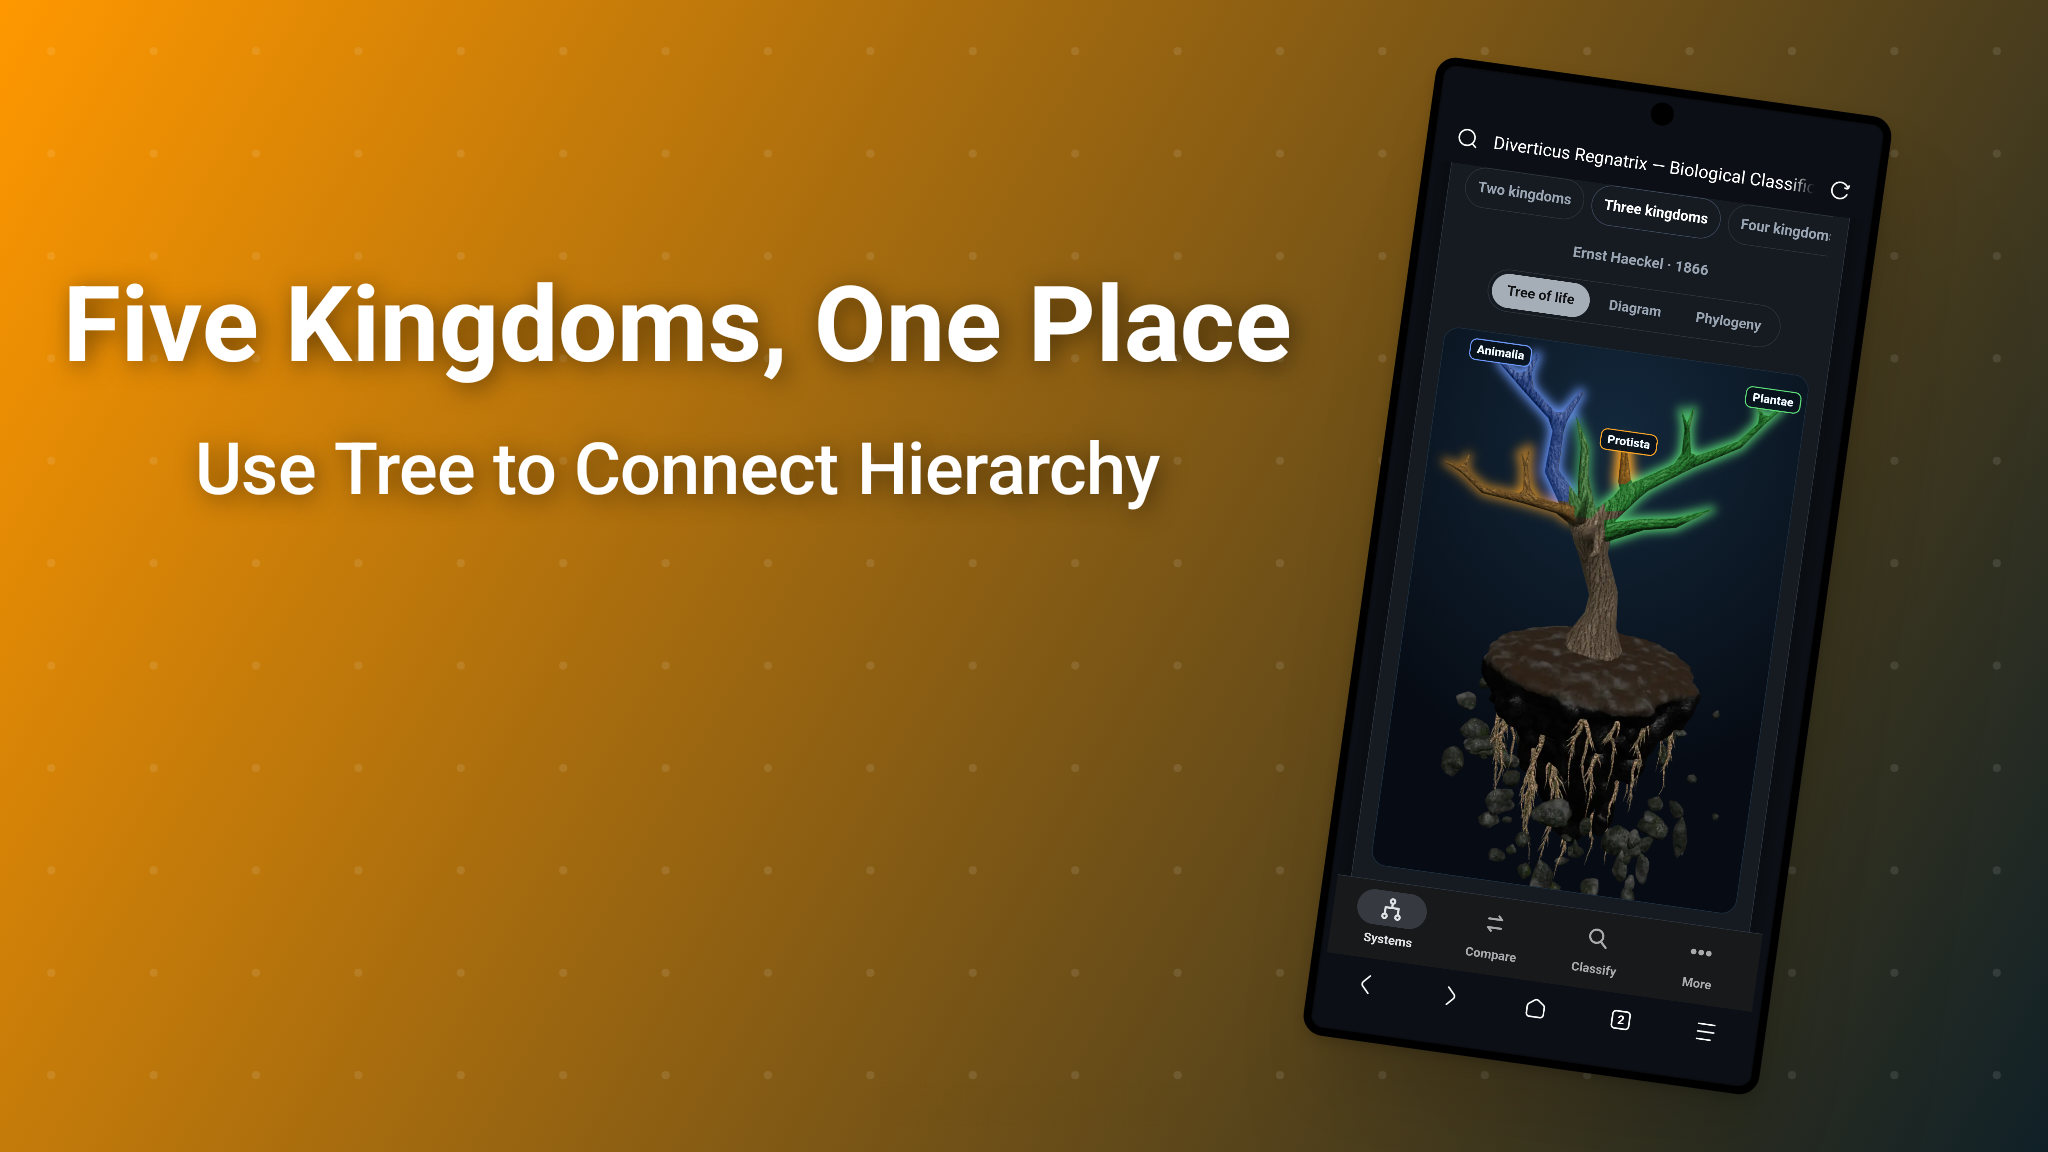 Five Kingdoms, One Place
Use Tree to Connect Hierarchy
Diverticus Regnatrix — Biological Classific
Two kingdoms
Three kingdoms
Four kingdoms
Ernst Haeckel · 1866
Tree of life
Diagram
Phylogeny
Animalia
Plantae
Protista
Systems
Compare
Classify
More
2